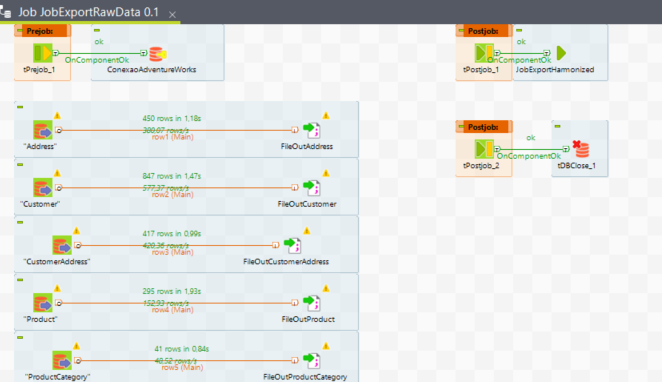 Job JobExportRawData 0.1
Prejob:
ok
OnComponentOk
tPrejob_1
ConexaoAdventureWorks
Postjob:
ok
OnComponentOk
tPostjob_1
JobExportHarmonized
Postjob:
ok
OnComponentOk
tPostjob_2
tDBClose_1
450 rows in 1,18s
380,07 rows/s
row1 (Main)
"Address"
FileOutAddress
847 rows in 1,47s
577,37 rows/s
row2 (Main)
"Customer"
FileOutCustomer
417 rows in 0,99s
420,36 rows/s
row3 (Main)
"CustomerAddress"
FileOutCustomerAddress
295 rows in 1,93s
152,93 rows/s
row4 (Main)
"Product"
FileOutProduct
41 rows in 0,84s
row5 (Main)
"ProductCategory"
FileOutProductCategory